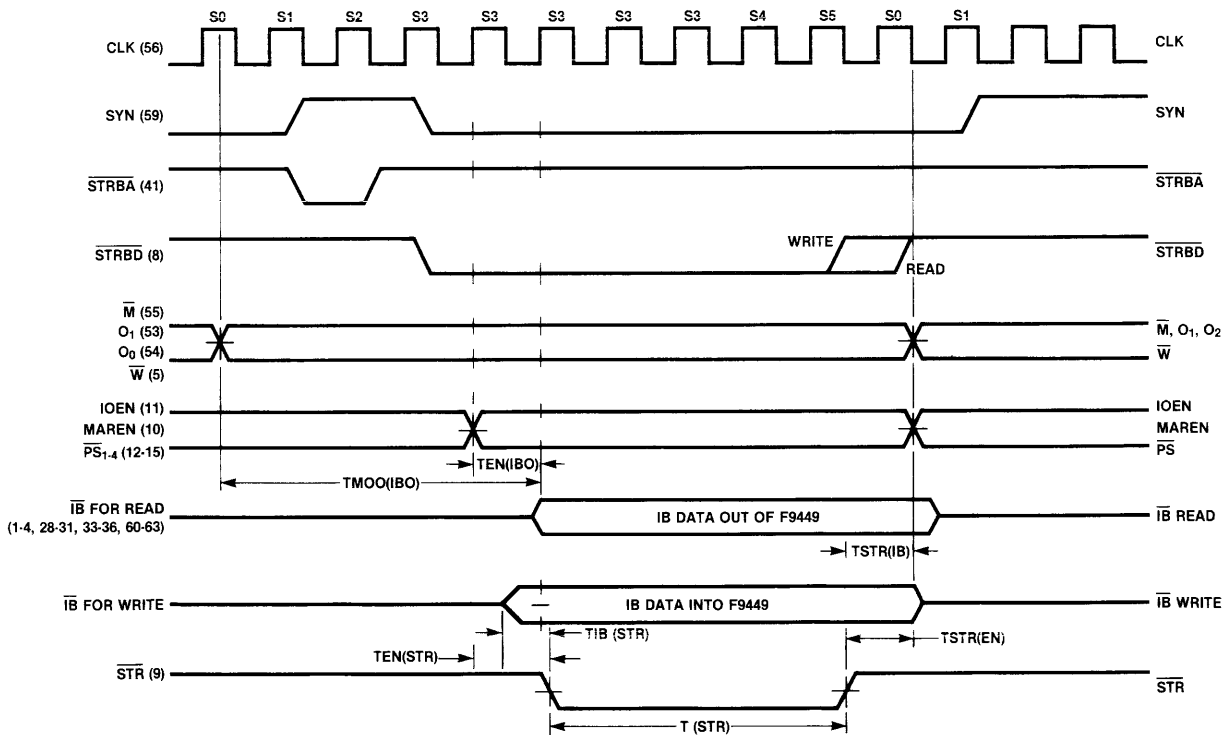 S0 S1 S2 S3 S3 S3 S3 S3 S4 S5 S0 S1
CLK (56) CLK
SYN (59) SYN
STRBA (41) STRBA
STRBD (8) WRITE READ STRBD
M (55)
O1 (53) M, O1, O2
O0 (54) W
W (5)
IOEN (11) IOEN
MAREN (10) MAREN
PS1-4 (12-15) PS
TEN(IBO)
TMOO(IBO)
IB FOR READ IB DATA OUT OF F9449 IB READ
(1-4, 28-31, 33-36, 60-63)
TSTR(IB)
IB FOR WRITE IB DATA INTO F9449 IB WRITE
TIB (STR) TSTR(EN)
TEN(STR)
STR (9) STR
T (STR)